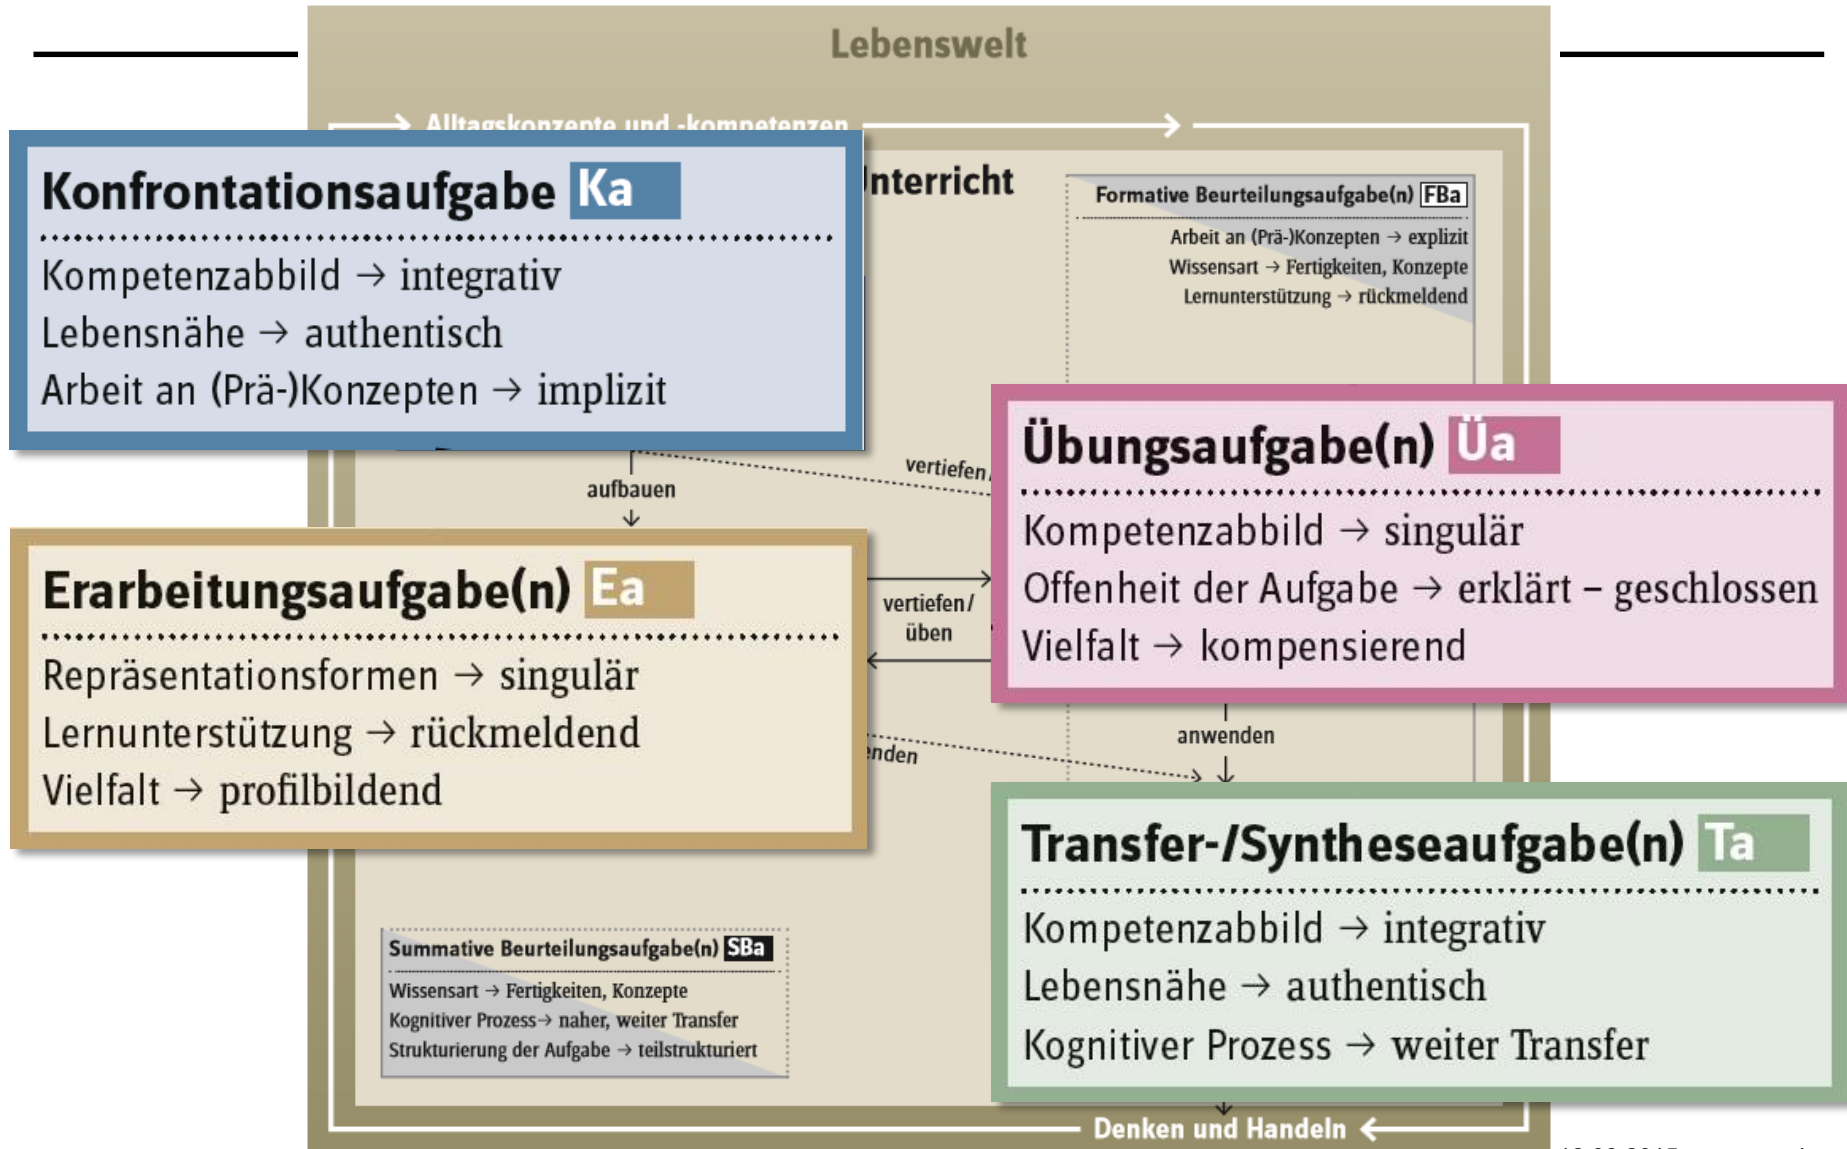 Lebenswelt
Alltagskonzepte und -kompetenzen
Konfrontationsaufgabe Ka
Kompetenzabbild → integrativ
Lebensnähe → authentisch
Arbeit an (Prä-)Konzepten → implizit
Formative Beurteilungsaufgabe(n) FBa
Arbeit an (Prä-)Konzepten → explizit
Wissensart → Fertigkeiten, Konzepte
Lernunterstützung → rückmeldend
aufbauen
vertiefen/
Übungsaufgabe(n) Üa
Kompetenzabbild → singulär
Offenheit der Aufgabe → erklärt – geschlossen
Vielfalt → kompensierend
Erarbeitungsaufgabe(n) Ea
Repräsentationsformen → singulär
Lernunterstützung → rückmeldend
Vielfalt → profilbildend
vertiefen/
üben
anwenden
Transfer-/Syntheseaufgabe(n) Ta
Kompetenzabbild → integrativ
Lebensnähe → authentisch
Kognitiver Prozess → weiter Transfer
Summative Beurteilungsaufgabe(n) SBa
Wissensart → Fertigkeiten, Konzepte
Kognitiver Prozess→ naher, weiter Transfer
Strukturierung der Aufgabe → teilstrukturiert
Denken und Handeln